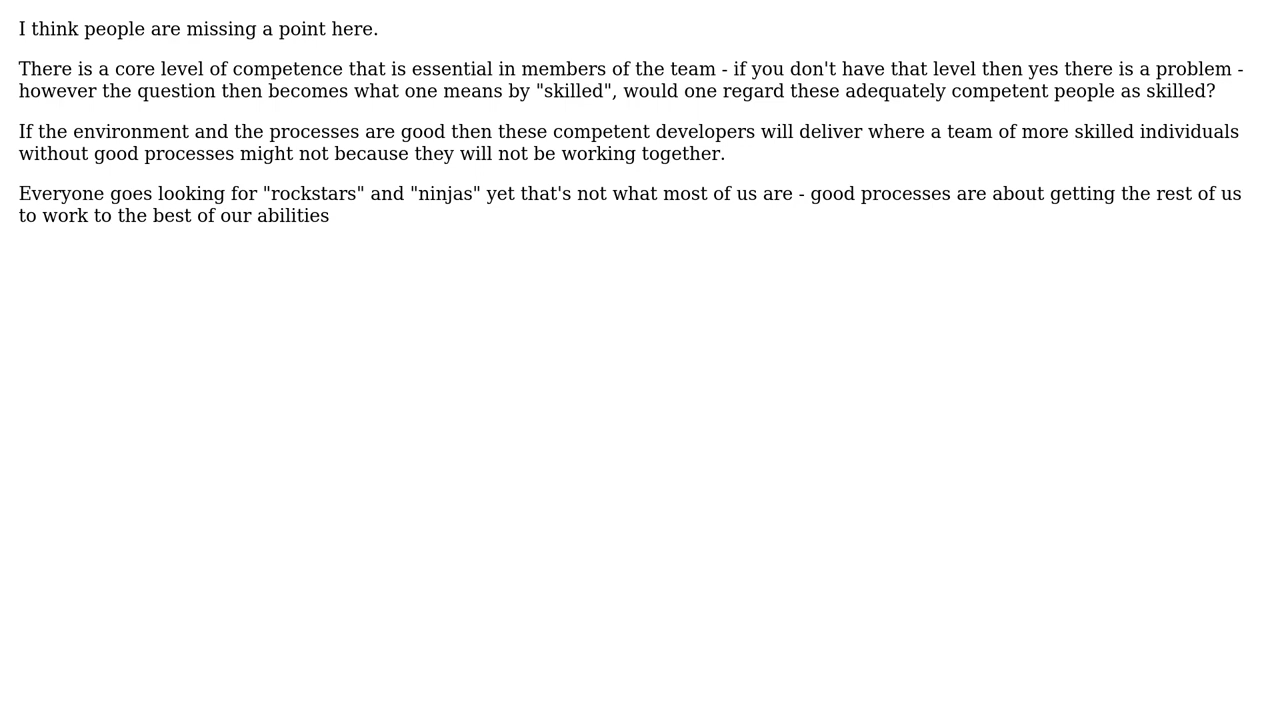 I think people are missing a point here.
There is a core level of competence that is essential in members of the team - if you don't have that level then yes there is a problem -
however the question then becomes what one means by "skilled", would one regard these adequately competent people as skilled?
If the environment and the processes are good then these competent developers will deliver where a team of more skilled individuals
without good processes might not because they will not be working together.
Everyone goes looking for "rockstars" and "ninjas" yet that's not what most of us are - good processes are about getting the rest of us
to work to the best of our abilities